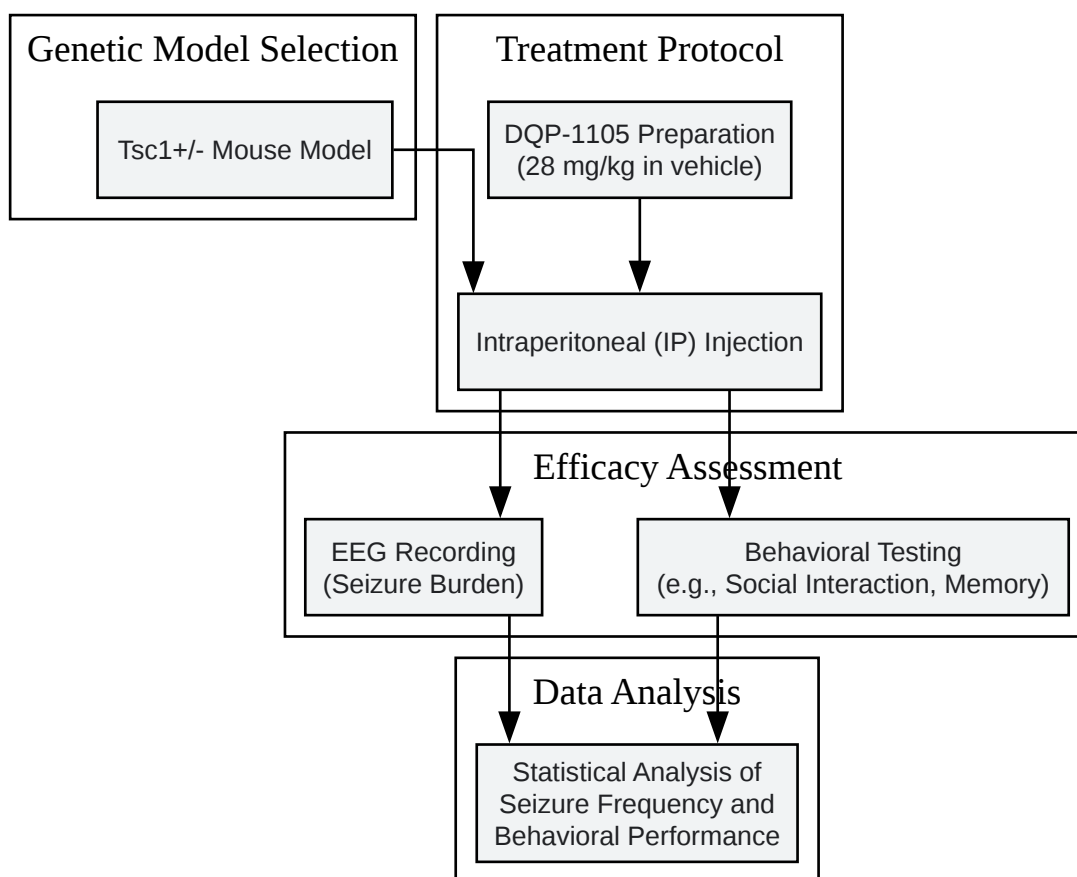 Genetic Model Selection
Tsc1+/- Mouse Model
Treatment Protocol
DQP-1105 Preparation
(28 mg/kg in vehicle)
Intraperitoneal (IP) Injection
Efficacy Assessment
EEG Recording
(Seizure Burden)
Behavioral Testing
(e.g., Social Interaction, Memory)
Data Analysis
Statistical Analysis of
Seizure Frequency and
Behavioral Performance